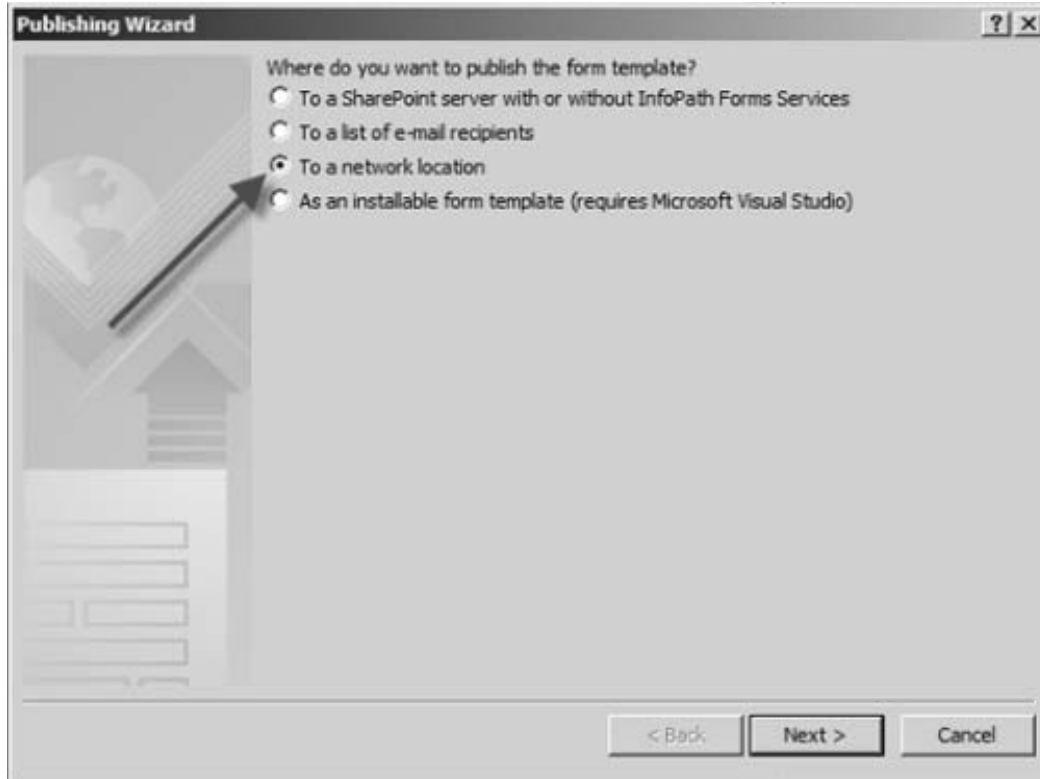 Publishing Wizard
? ×
Where do you want to publish the form template?
To a SharePoint server with or without InfoPath Forms Services
To a list of e-mail recipients
To a network location
As an installable form template (requires Microsoft Visual Studio)
< Back Next > Cancel